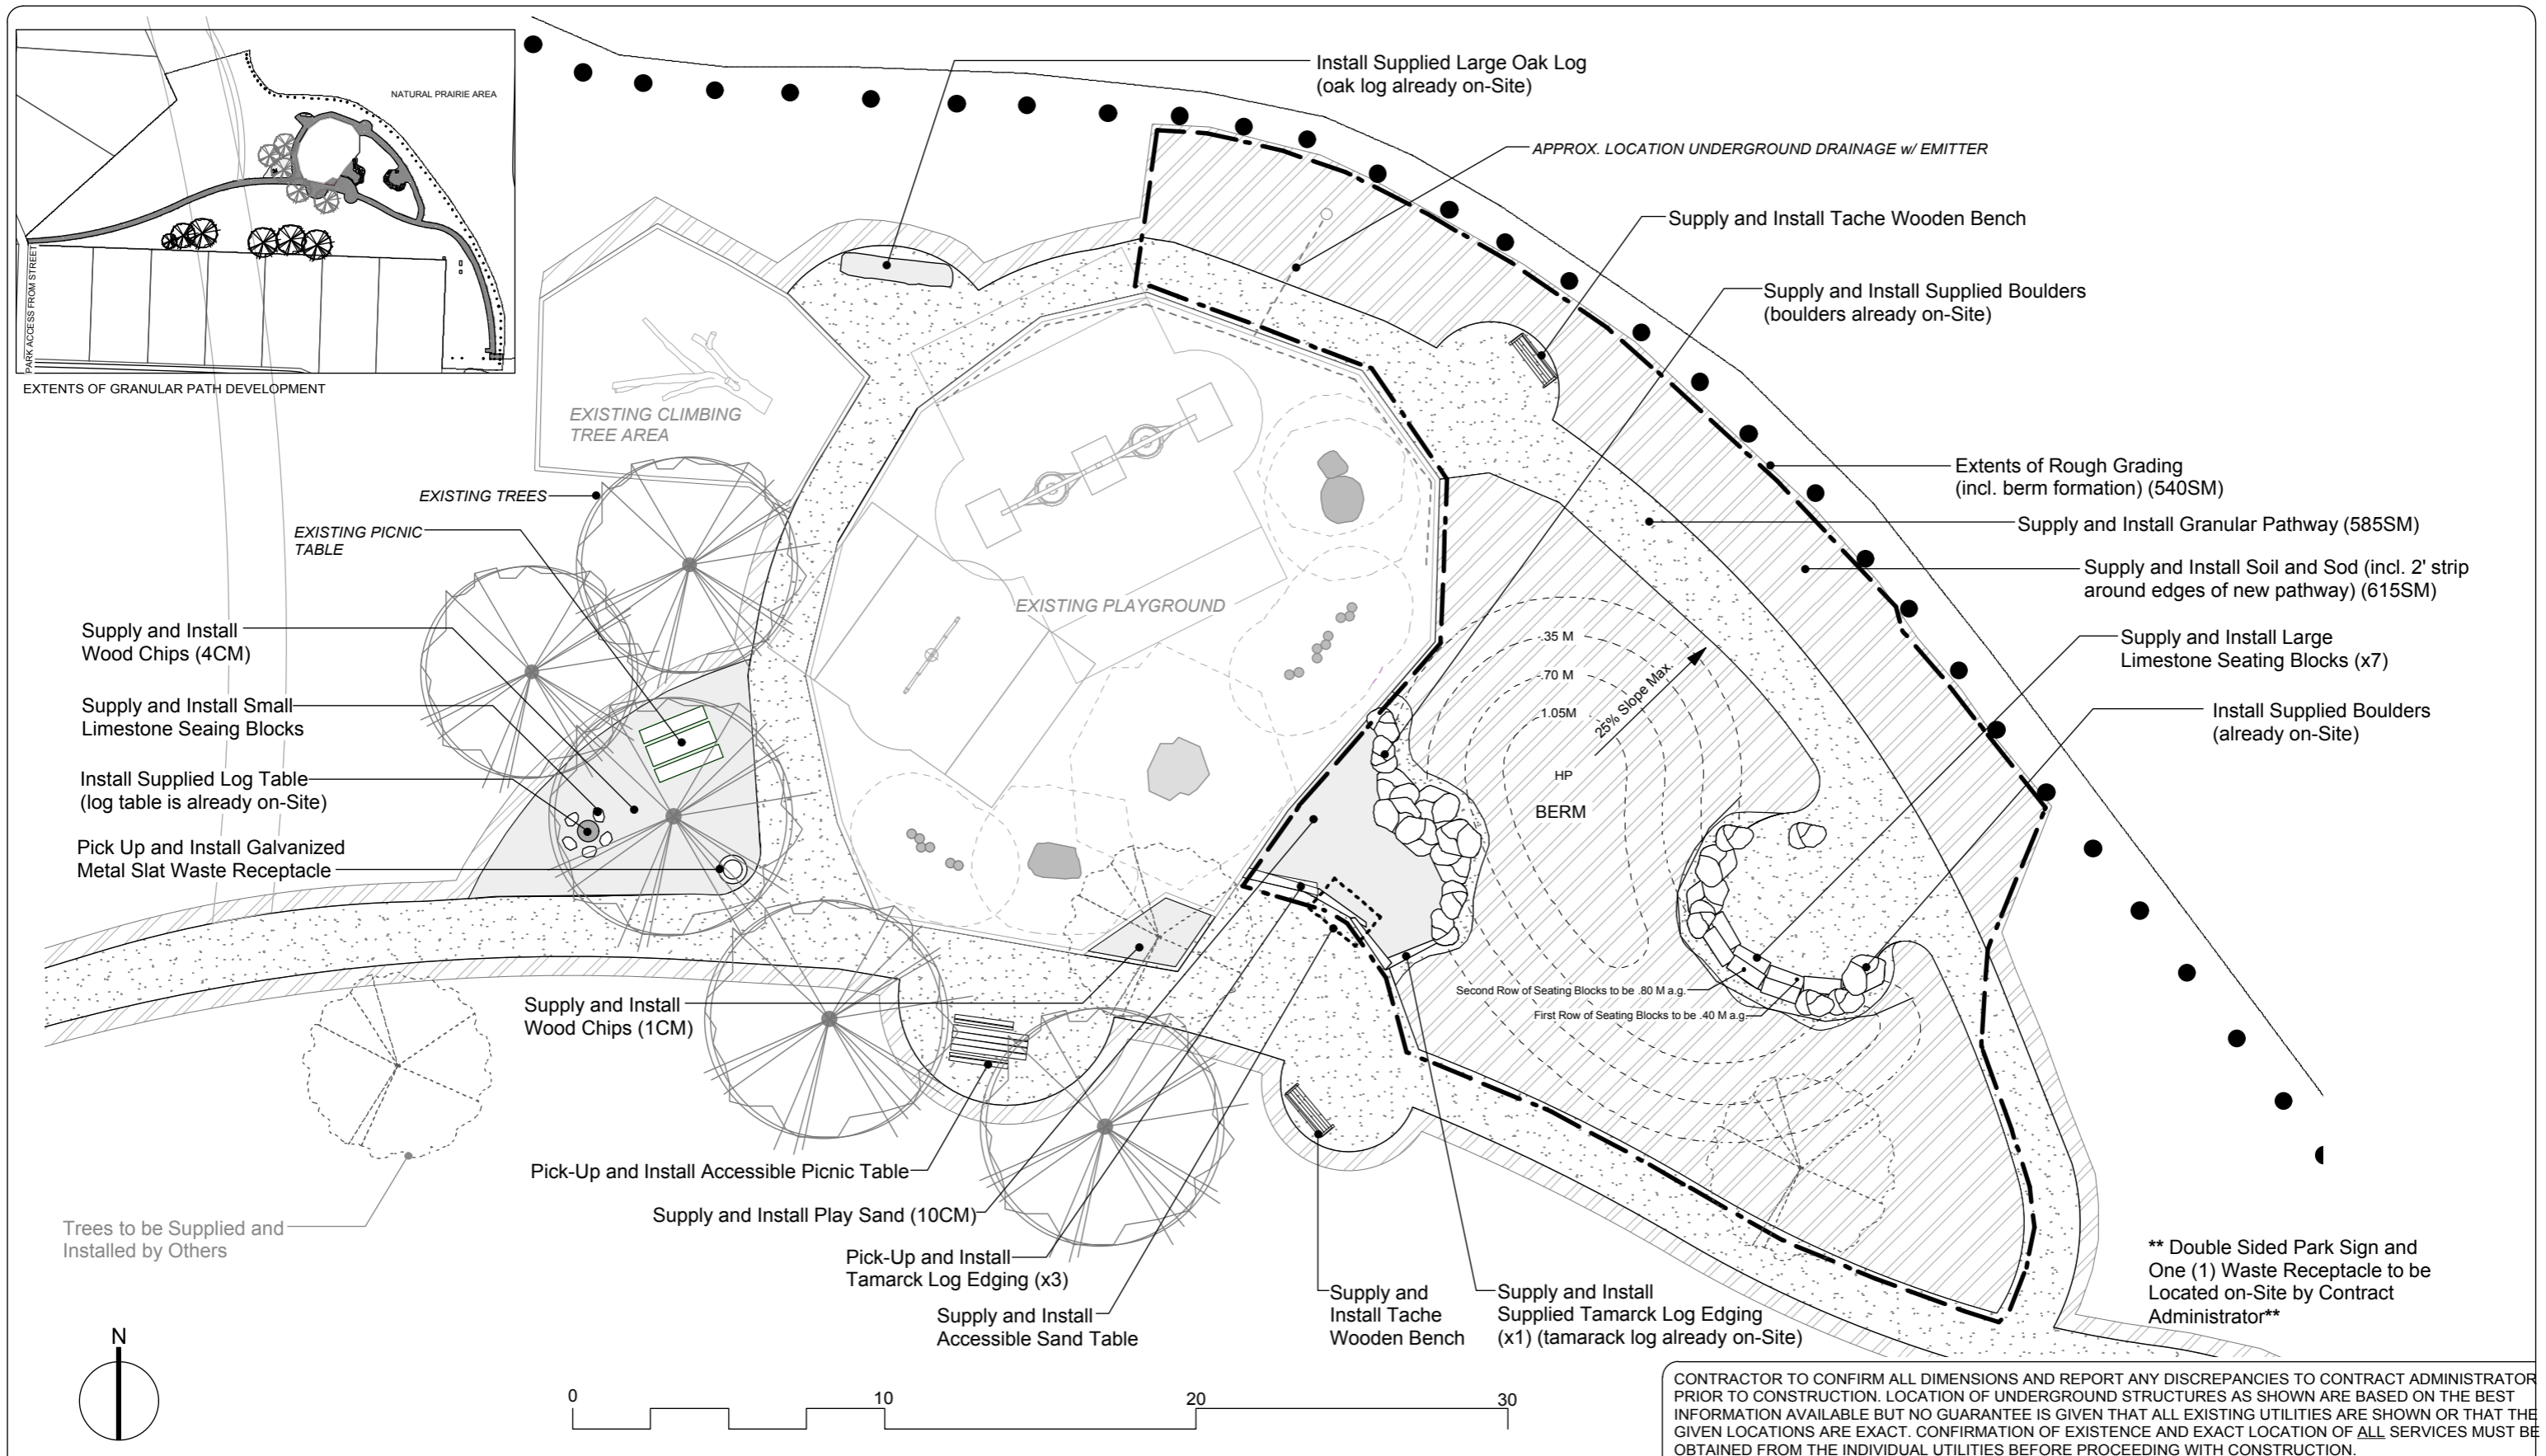 NATURAL PRAIRIE AREA
PARK ACCESS FROM STREET
EXTENTS OF GRANULAR PATH DEVELOPMENT
Install Supplied Large Oak Log
(oak log already on-Site)
APPROX. LOCATION UNDERGROUND DRAINAGE w/ EMITTER
Supply and Install Tache Wooden Bench
Supply and Install Supplied Boulders
(boulders already on-Site)
EXISTING CLIMBING
TREE AREA
EXISTING TREES
EXISTING PICNIC
TABLE
EXISTING PLAYGROUND
Extents of Rough Grading
(incl. berm formation) (540SM)
Supply and Install Granular Pathway (585SM)
Supply and Install Soil and Sod (incl. 2' strip
around edges of new pathway) (615SM)
Supply and Install Large
Limestone Seating Blocks (x7)
Install Supplied Boulders
(already on-Site)
Supply and Install
Wood Chips (4CM)
Supply and Install Small
Limestone Seaing Blocks
Install Supplied Log Table
(log table is already on-Site)
Pick Up and Install Galvanized
Metal Slat Waste Receptacle
.35 M
.70 M
1.05M
25% Slope Max.
HP
BERM
Second Row of Seating Blocks to be .80 M a.g.
First Row of Seating Blocks to be .40 M a.g.
Supply and Install
Wood Chips (1CM)
Pick-Up and Install Accessible Picnic Table
Supply and Install Play Sand (10CM)
Pick-Up and Install
Tamarck Log Edging (x3)
Supply and Install
Accessible Sand Table
Supply and
Install Tache
Wooden Bench
Supply and Install
Supplied Tamarck Log Edging
(x1) (tamarack log already on-Site)
Trees to be Supplied and
Installed by Others
** Double Sided Park Sign and
One (1) Waste Receptacle to be
Located on-Site by Contract
Administrator**
N
0 10 20 30
CONTRACTOR TO CONFIRM ALL DIMENSIONS AND REPORT ANY DISCREPANCIES TO CONTRACT ADMINISTRATOR
PRIOR TO CONSTRUCTION. LOCATION OF UNDERGROUND STRUCTURES AS SHOWN ARE BASED ON THE BEST
INFORMATION AVAILABLE BUT NO GUARANTEE IS GIVEN THAT ALL EXISTING UTILITIES ARE SHOWN OR THAT THE
GIVEN LOCATIONS ARE EXACT. CONFIRMATION OF EXISTENCE AND EXACT LOCATION OF ALL SERVICES MUST BE
OBTAINED FROM THE INDIVIDUAL UTILITIES BEFORE PROCEEDING WITH CONSTRUCTION.